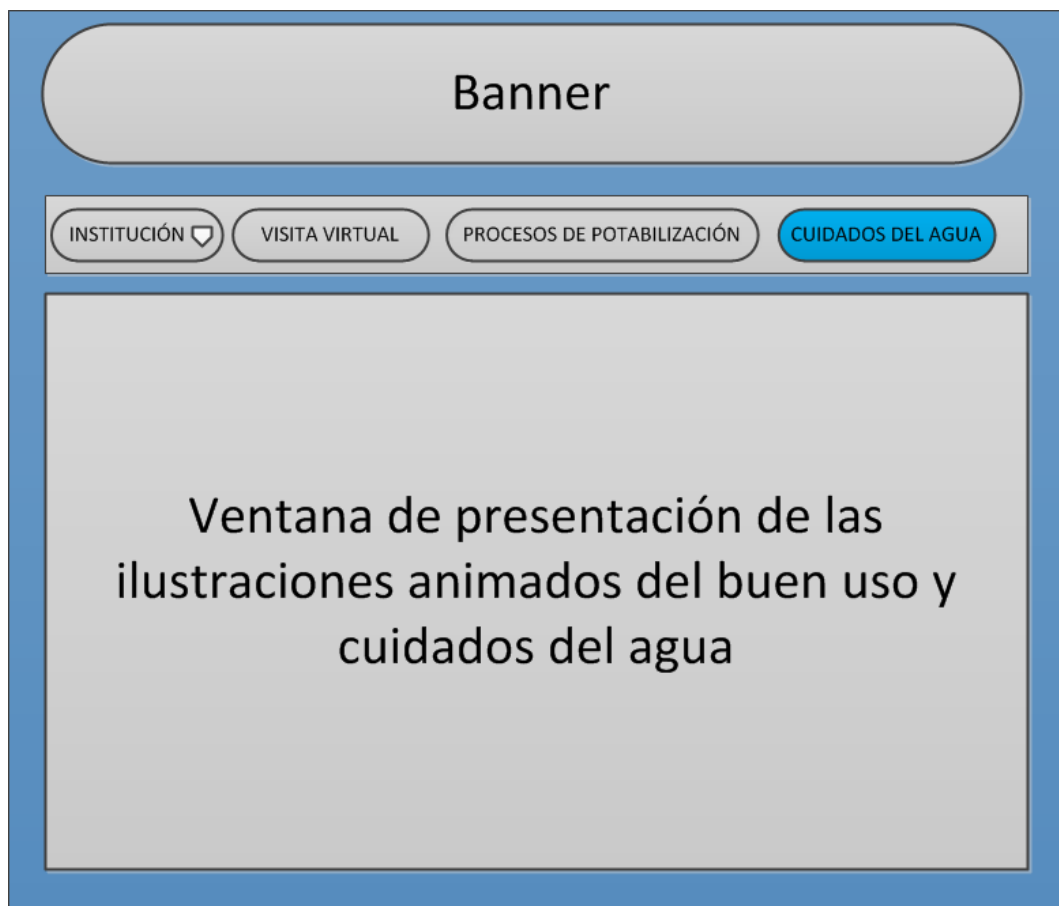 Banner
INSTITUCIÓN
VISITA VIRTUAL
PROCESOS DE POTABILIZACIÓN
CUIDADOS DEL AGUA
Ventana de presentación de las
ilustraciones animados del buen uso y
cuidados del agua